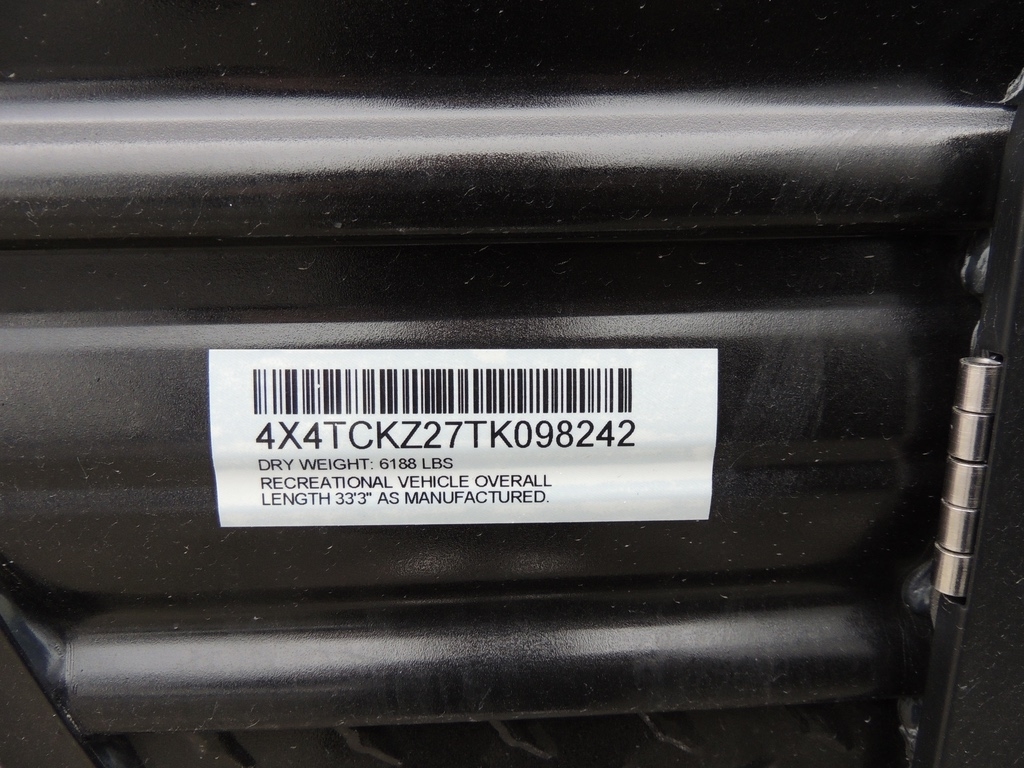 4X4TCKZ27TK098242
DRY WEIGHT: 6188 LBS
RECREATIONAL VEHICLE OVERALL
LENGTH 33'3" AS MANUFACTURED.